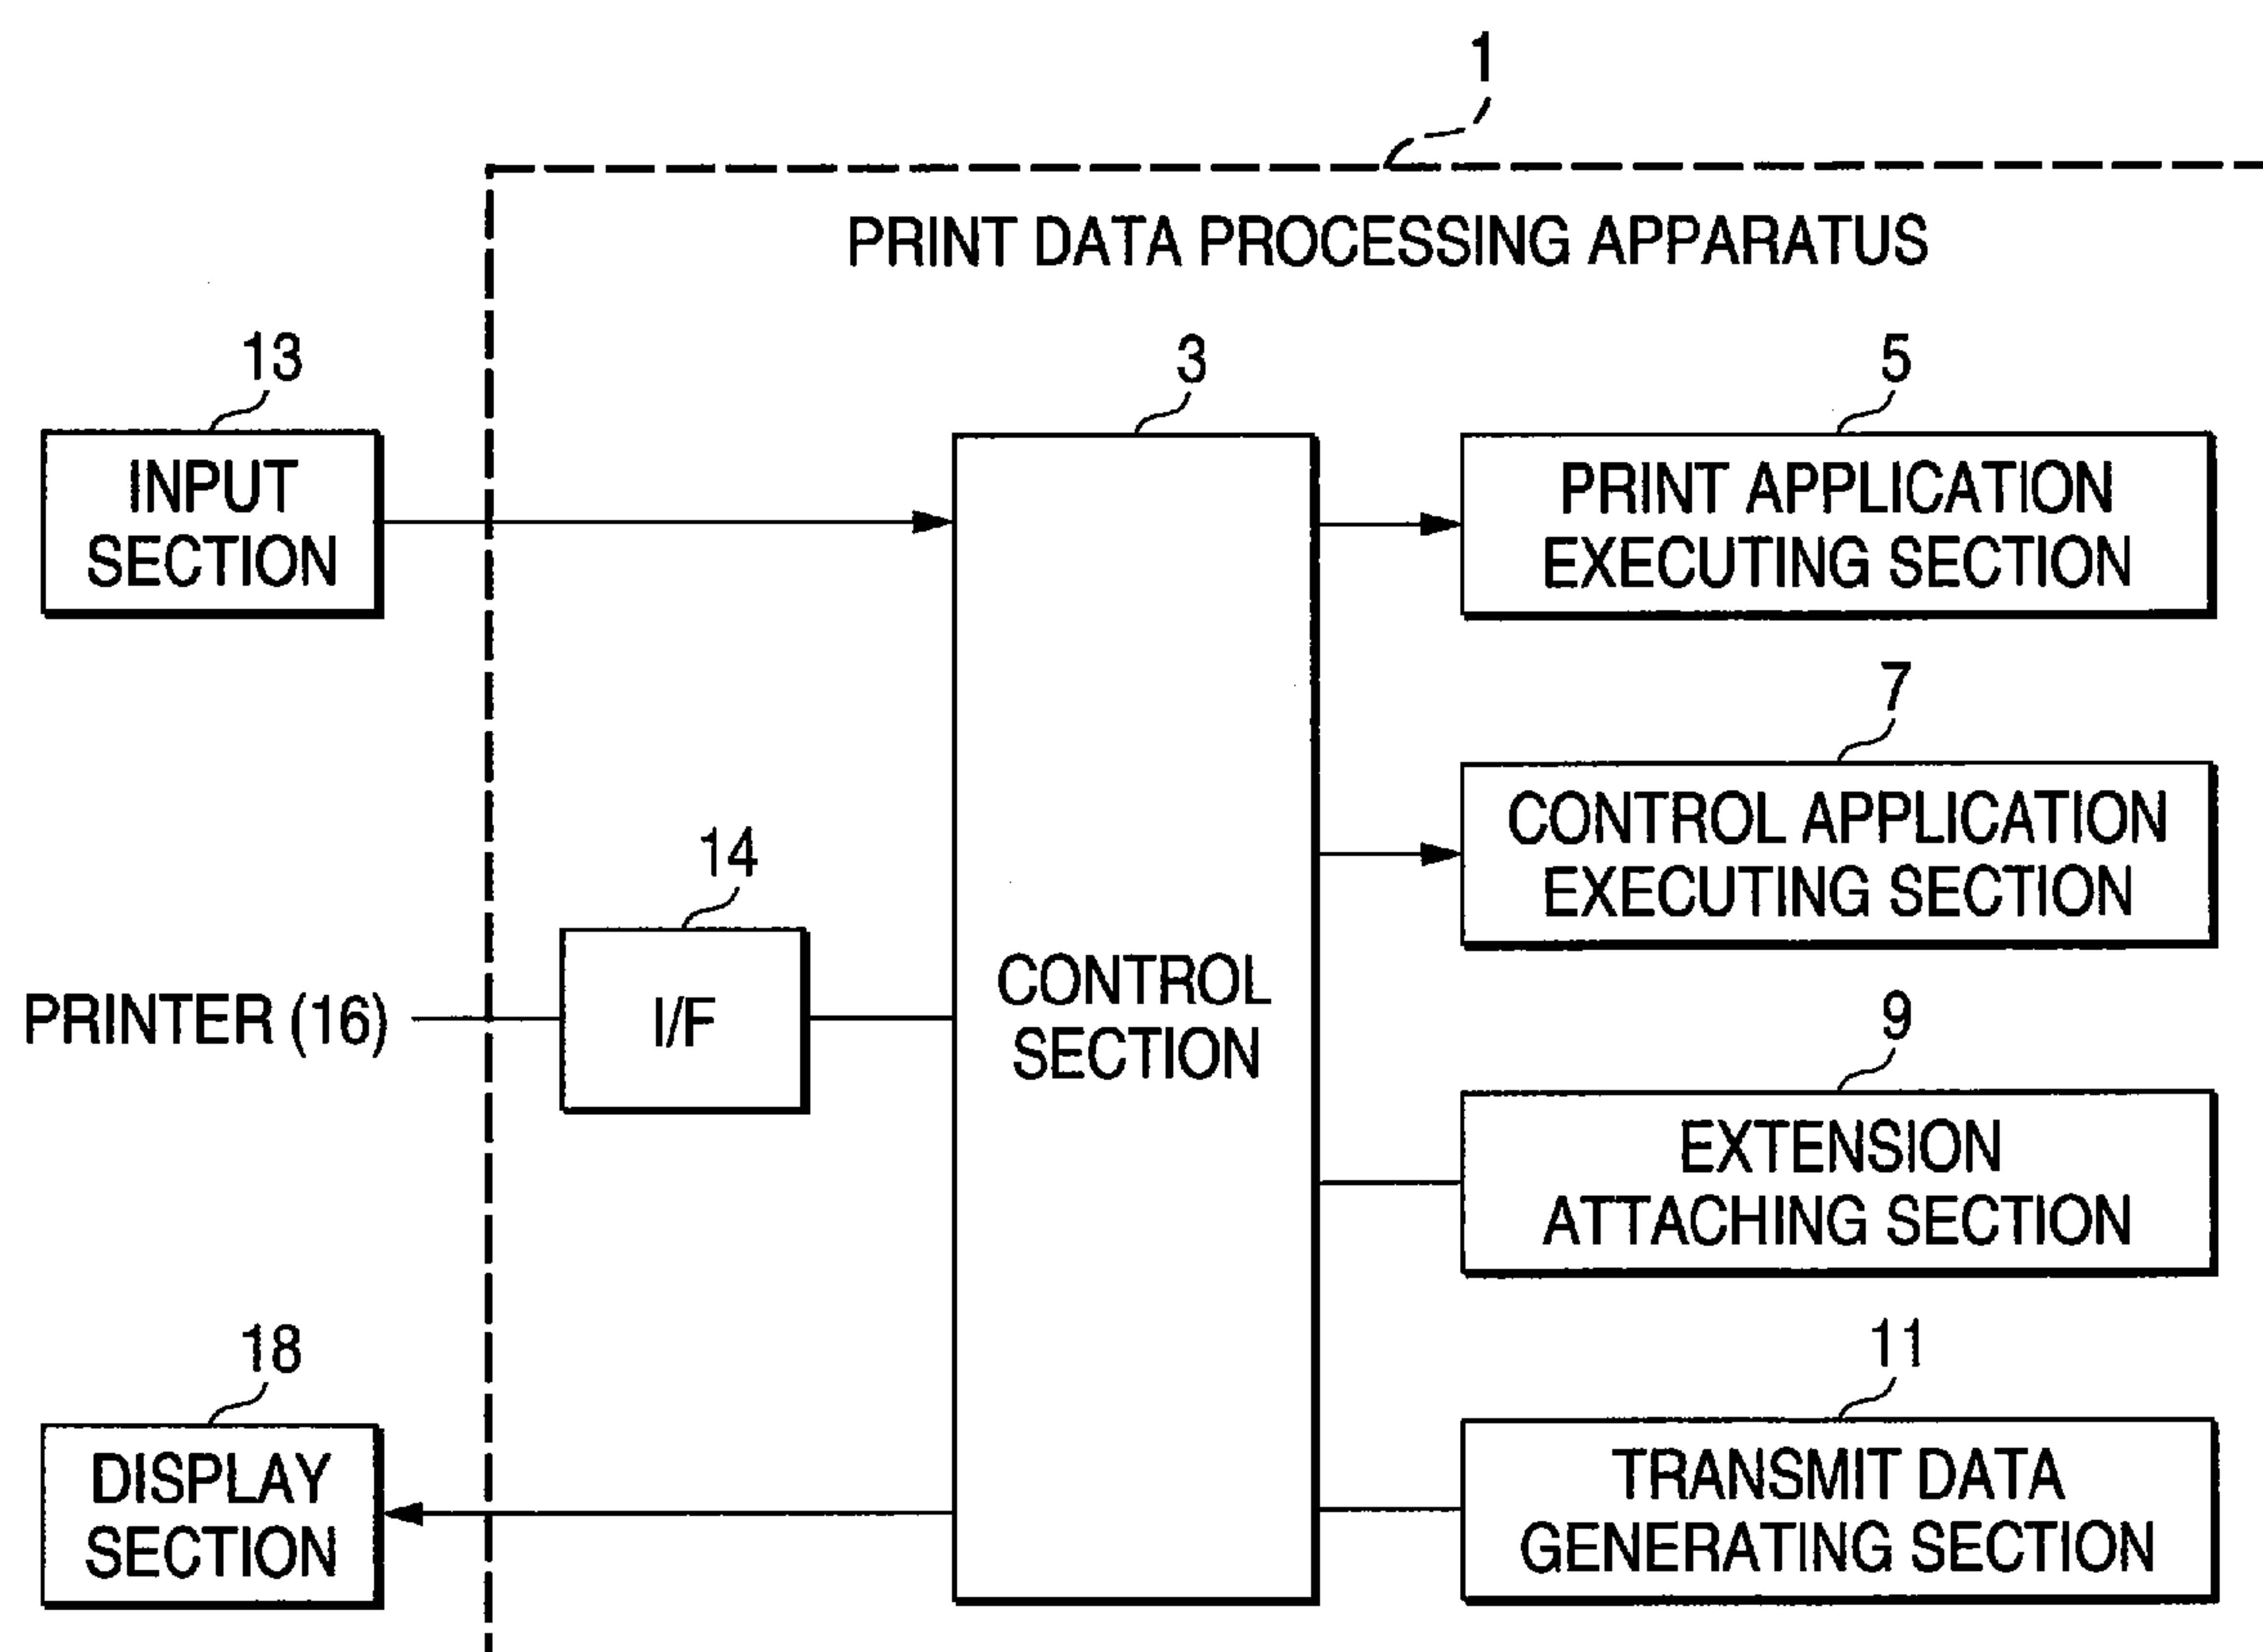 1
PRINT DATA PROCESSING APPARATUS
13
3
5
INPUT
SECTION
PRINT APPLICATION
EXECUTING SECTION
7
CONTROL APPLICATION
EXECUTING SECTION
14
PRINTER (16)
I/F
CONTROL
SECTION
9
EXTENSION
ATTACHING SECTION
18
11
DISPLAY
SECTION
TRANSMIT DATA
GENERATING SECTION